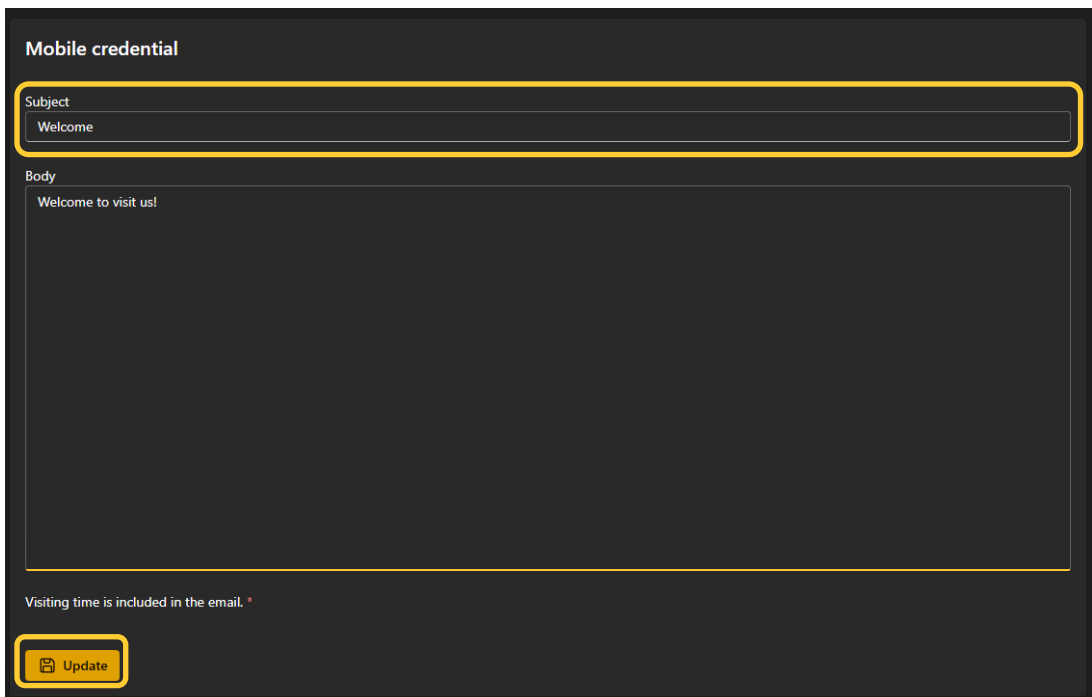 Mobile credential
Subject
Welcome
Body
Welcome to visit us!
Visiting time is included in the email. *
Update